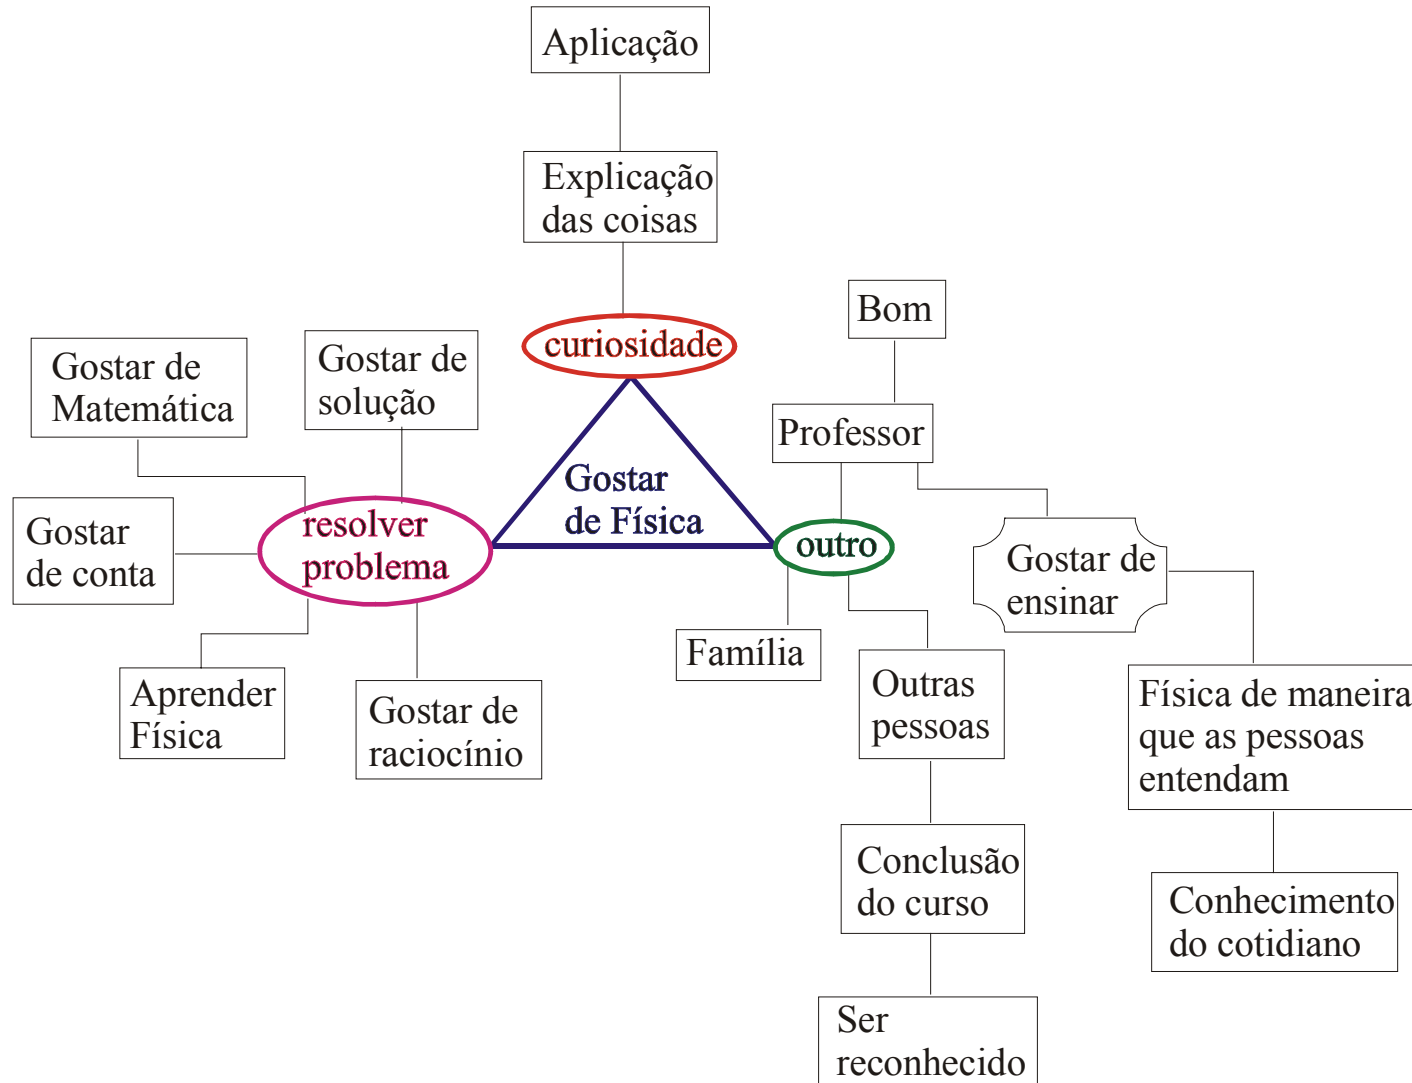 Aplicação
Explicação
das coisas
curiosidade
Bom
Gostar de
Matemática
Gostar de
solução
Professor
Gostar
de Física
Gostar
de conta
resolver
problema
outro
Gostar de
ensinar
Aprender
Física
Gostar de
raciocínio
Família
Outras
pessoas
Física de maneira
que as pessoas
entendam
Conclusão
do curso
Conhecimento
do cotidiano
Ser
reconhecido